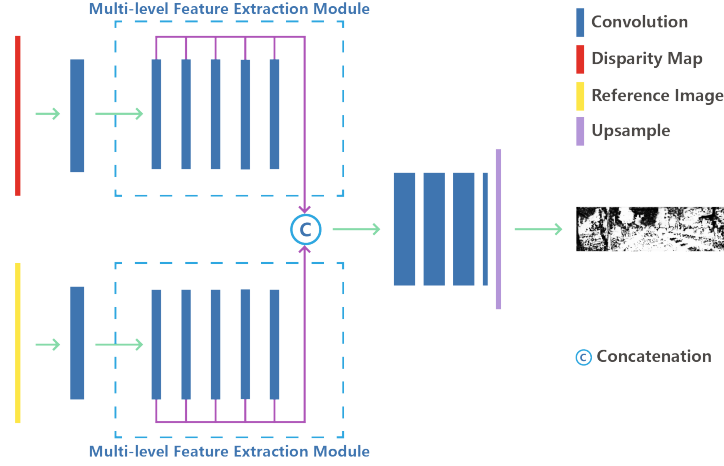 Multi-level Feature Extraction Module
Convolution
Disparity Map
Reference Image
Upsample
C
C Concatenation
Multi-level Feature Extraction Module